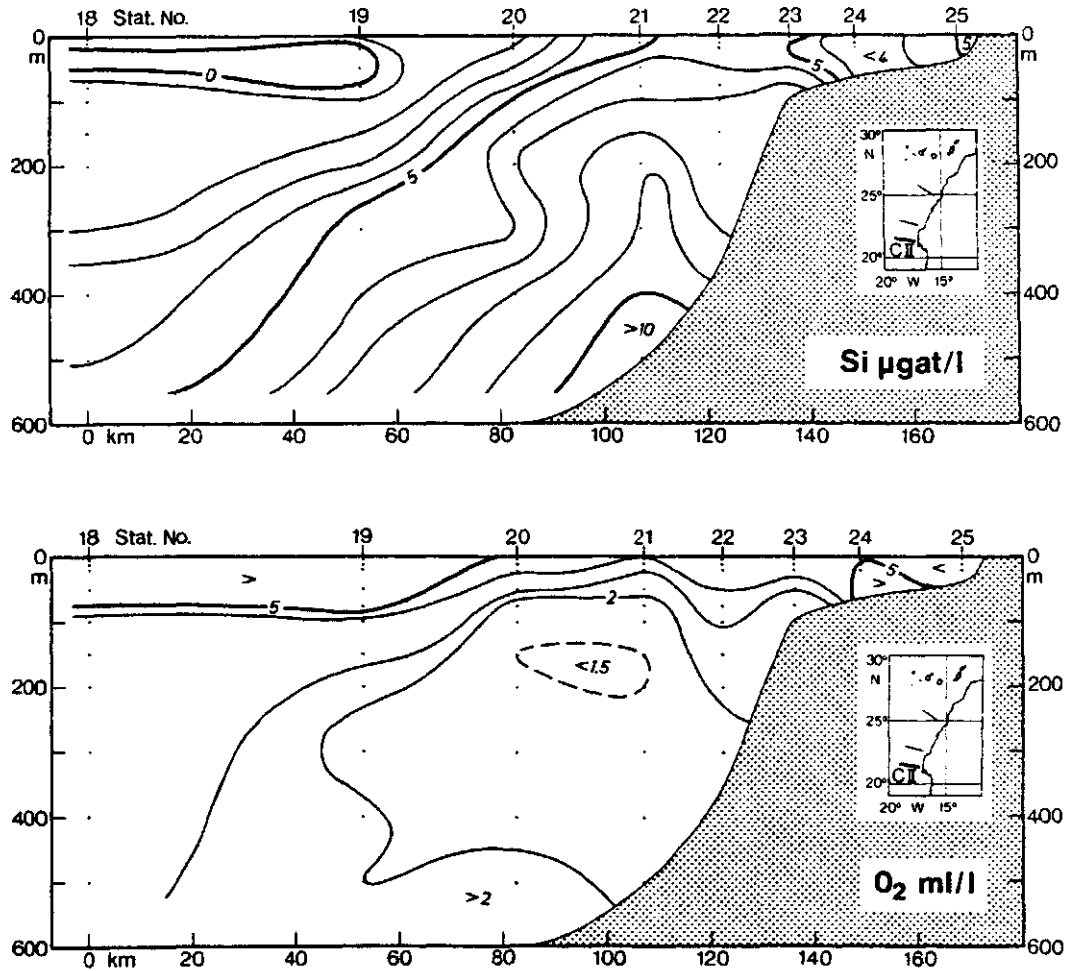 18 Stat. No. 19 20 21 22 23 24 25
0 0
m m
0 5 <4 5
5
200 200
400 400
>10
600 600
0 km 20 40 60 80 100 120 140 160
30°
N
25°
20°
CII
20° W 15°
Si µgat/l
18 Stat. No. 19 20 21 22 23 24 25
0 0
m m
> 5 > <
5 2
<1.5
200 200
400 400
>2
600 600
0 km 20 40 60 80 100 120 140 160
30°
N
25°
20°
CII
20° W 15°
O₂ ml/l